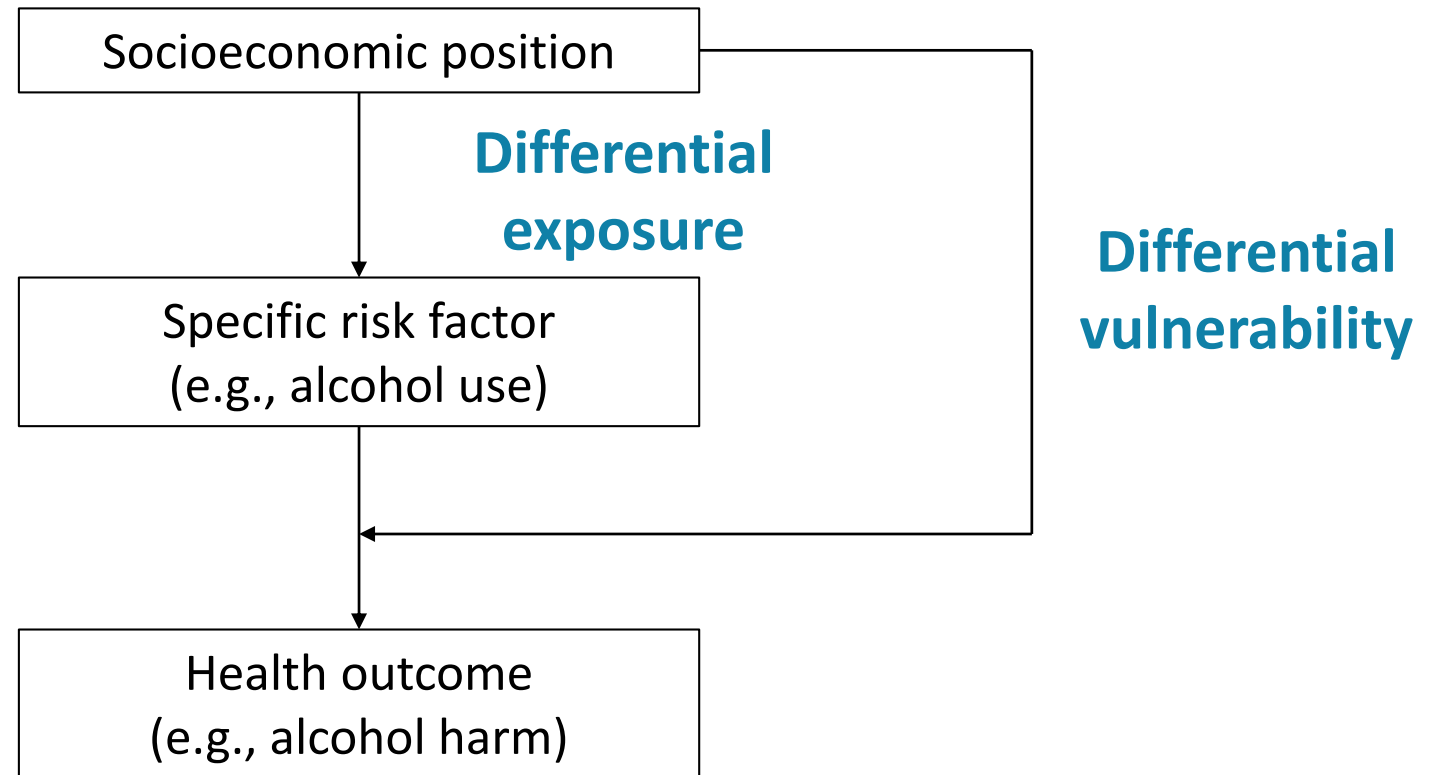 Socioeconomic position
Differential
exposure
Differential
vulnerability
Specific risk factor
(e.g., alcohol use)
Health outcome
(e.g., alcohol harm)